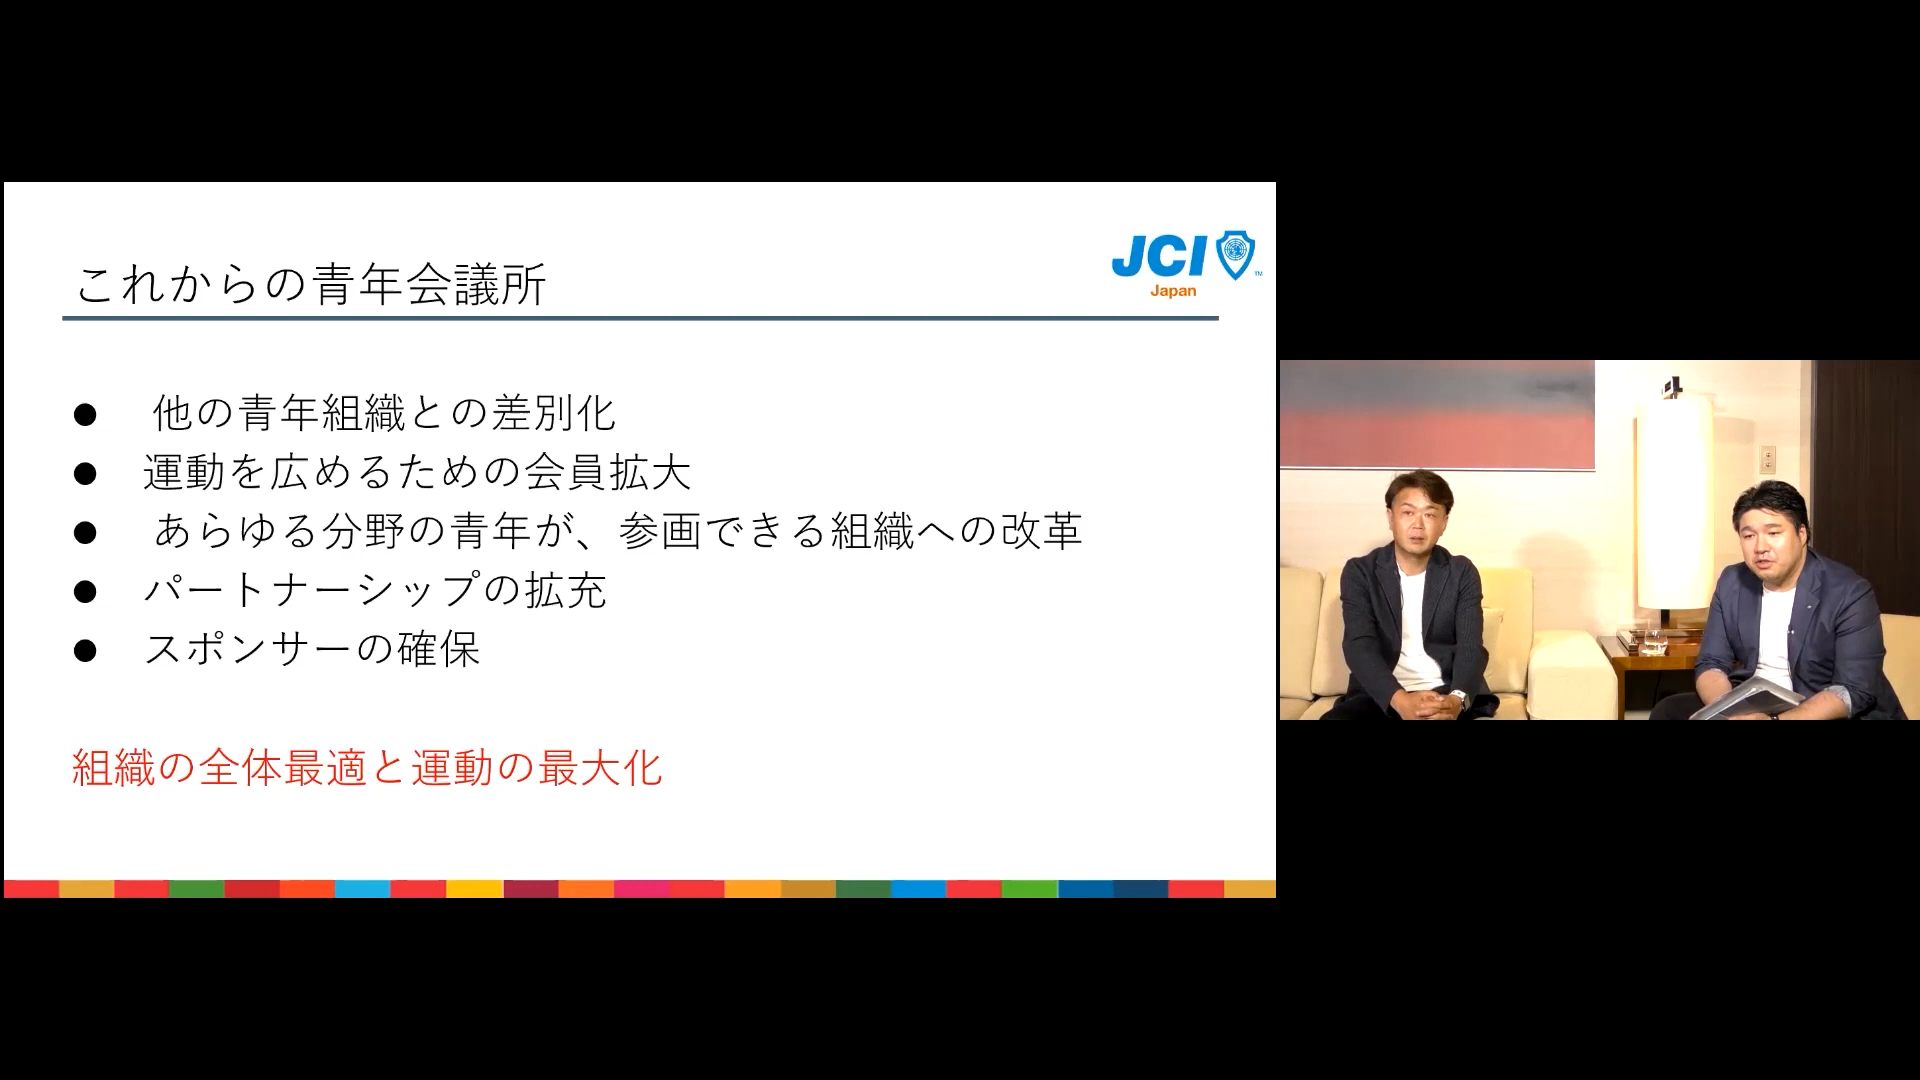 これからの青年会議所
JCI
TM
Japan
● 他の青年組織との差別化
● 運動を広めるための会員拡大
● あらゆる分野の青年が、参画できる組織への改革
● パートナーシップの拡充
● スポンサーの確保
組織の全体最適と運動の最大化